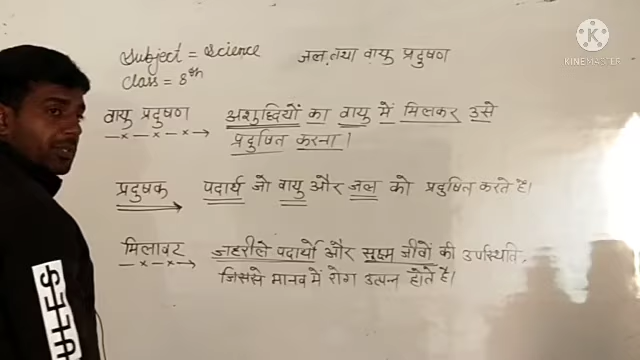 Subject = Science
जल तथा वायु प्रदुषण
Class = 8th
वायु प्रदुषण अशुद्धियों का वायु में मिलकर उसे
प्रदुषित करना।
प्रदुषक पदार्थ जो वायु और जल को प्रदुषित करते है।
मिलावट जहरीले पदार्थो और सूक्ष्म जीवों की उपस्थिति,
जिससे मानव में रोग उत्पन्न होते है।
KINEMASTER